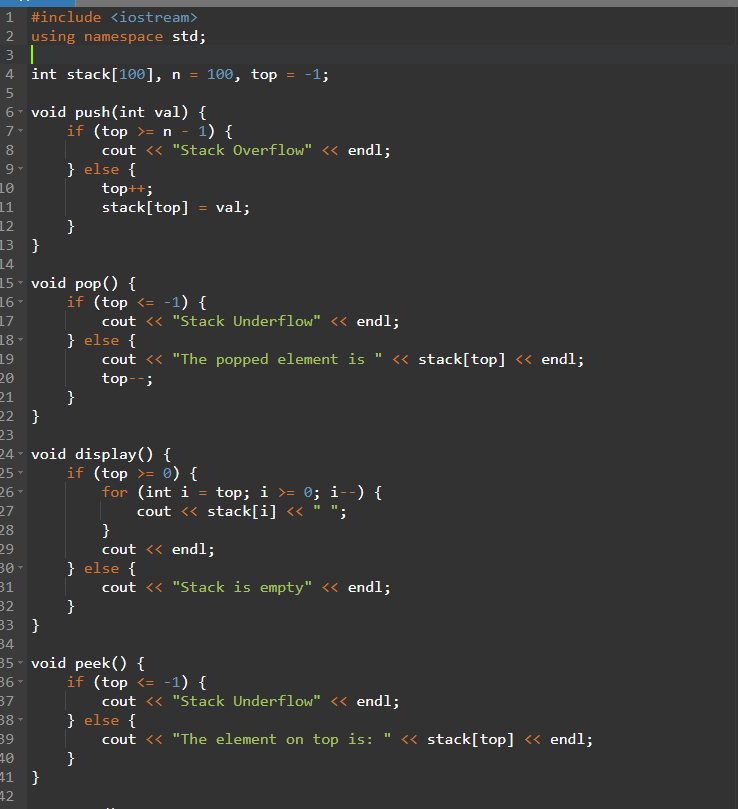 1 #include <iostream>
2 using namespace std;
3
4 int stack[100], n = 100, top = -1;
5
6 void push(int val) {
7     if (top >= n - 1) {
8         cout << "Stack Overflow" << endl;
9     } else {
10         top++;
11         stack[top] = val;
12     }
13 }
14
15 void pop() {
16     if (top <= -1) {
17         cout << "Stack Underflow" << endl;
18     } else {
19         cout << "The popped element is " << stack[top] << endl;
20         top--;
21     }
22 }
23
24 void display() {
25     if (top >= 0) {
26         for (int i = top; i >= 0; i--) {
27             cout << stack[i] << " ";
28         }
29         cout << endl;
30     } else {
31         cout << "Stack is empty" << endl;
32     }
33 }
34
35 void peek() {
36     if (top <= -1) {
37         cout << "Stack Underflow" << endl;
38     } else {
39         cout << "The element on top is: " << stack[top] << endl;
40     }
41 }
42